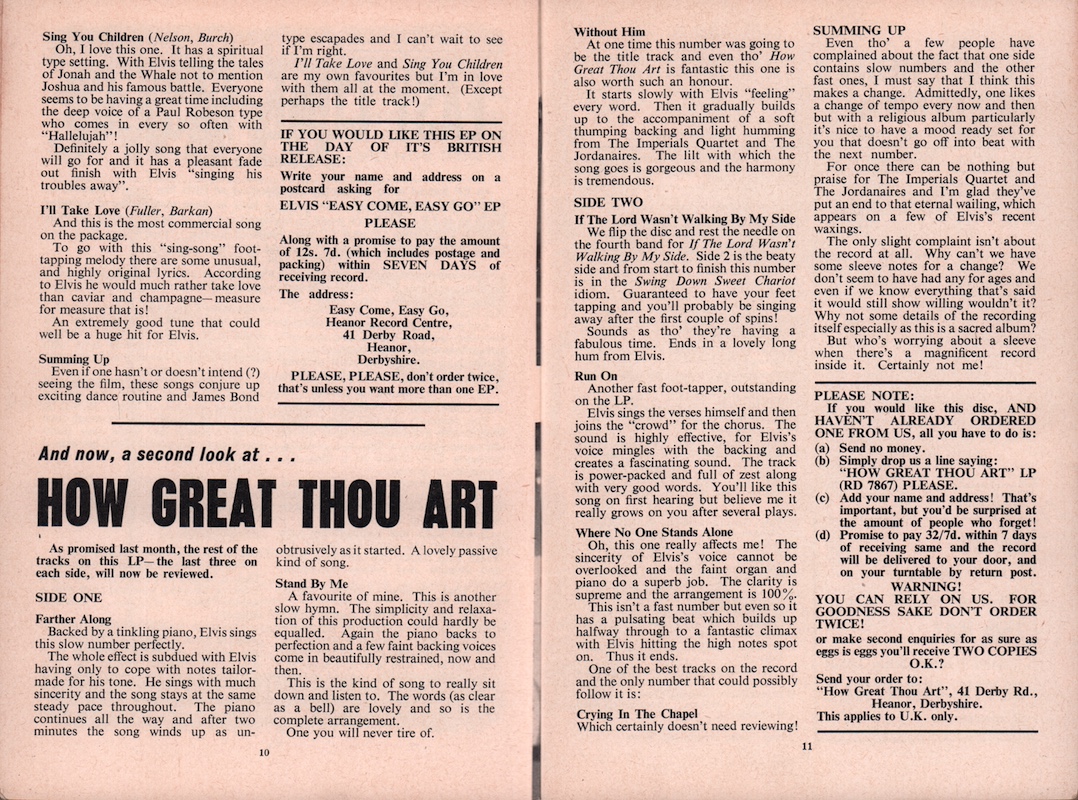 Sing You Children (Nelson, Burch)
Oh, I love this one. It has a spiritual
type setting. With Elvis telling the tales
of Jonah and the Whale not to mention
Joshua and his famous battle. Everyone
seems to be having a great time including
the deep voice of a Paul Robeson type
who comes in every so often with
"Hallelujah"!
Definitely a jolly song that everyone
will go for and it has a pleasant fade
out finish with Elvis "singing his
troubles away".
I'll Take Love (Fuller, Barkan)
And this is the most commercial song
on the package.
To go with this "sing-song" foot-
tapping melody there are some unusual,
and highly original lyrics. According
to Elvis he would much rather take love
than caviar and champagne—measure
for measure that is!
An extremely good tune that could
well be a huge hit for Elvis.
Summing Up
Even if one hasn't or doesn't intend (?)
seeing the film, these songs conjure up
exciting dance routine and James Bond
type escapades and I can't wait to see
if I'm right.
I'll Take Love and Sing You Children
are my own favourites but I'm in love
with them all at the moment. (Except
perhaps the title track!)
IF YOU WOULD LIKE THIS EP ON
THE DAY OF IT'S BRITISH
RELEASE:
Write your name and address on a
postcard asking for
ELVIS "EASY COME, EASY GO" EP
PLEASE
Along with a promise to pay the amount
of 12s. 7d. (which includes postage and
packing) within SEVEN DAYS of
receiving record.
The address:
Easy Come, Easy Go,
Heanor Record Centre,
41 Derby Road,
Heanor,
Derbyshire.
PLEASE, PLEASE, don't order twice,
that's unless you want more than one EP.
And now, a second look at . . .
HOW GREAT THOU ART
As promised last month, the rest of the
tracks on this LP—the last three on
each side, will now be reviewed.
SIDE ONE
Farther Along
Backed by a tinkling piano, Elvis sings
this slow number perfectly.
The whole effect is subdued with Elvis
having only to cope with notes tailor-
made for his tone. He sings with much
sincerity and the song stays at the same
steady pace throughout. The piano
continues all the way and after two
minutes the song winds up as un-
obtrusively as it started. A lovely passive
kind of song.
Stand By Me
A favourite of mine. This is another
slow hymn. The simplicity and relaxa-
tion of this production could hardly be
equalled. Again the piano backs to
perfection and a few faint backing voices
come in beautifully restrained, now and
then.
This is the kind of song to really sit
down and listen to. The words (as clear
as a bell) are lovely and so is the
complete arrangement.
One you will never tire of.
10
Without Him
At one time this number was going to
be the title track and even tho' How
Great Thou Art is fantastic this one is
also worth such an honour.
It starts slowly with Elvis "feeling"
every word. Then it gradually builds
up to the accompaniment of a soft
thumping backing and light humming
from The Imperials Quartet and The
Jordanaires. The lilt with which the
song goes is gorgeous and the harmony
is tremendous.
SIDE TWO
If The Lord Wasn't Walking By My Side
We flip the disc and rest the needle on
the fourth band for If The Lord Wasn't
Walking By My Side. Side 2 is the beaty
side and from start to finish this number
is in the Swing Down Sweet Chariot
idiom. Guaranteed to have your feet
tapping and you'll probably be singing
away after the first couple of spins!
Sounds as tho' they're having a
fabulous time. Ends in a lovely long
hum from Elvis.
Run On
Another fast foot-tapper, outstanding
on the LP.
Elvis sings the verses himself and then
joins the "crowd" for the chorus. The
sound is highly effective, for Elvis's
voice mingles with the backing and
creates a fascinating sound. The track
is power-packed and full of zest along
with very good words. You'll like this
song on first hearing but believe me it
really grows on you after several plays.
Where No One Stands Alone
Oh, this one really affects me! The
sincerity of Elvis's voice cannot be
overlooked and the faint organ and
piano do a superb job. The clarity is
supreme and the arrangement is 100%.
This isn't a fast number but even so it
has a pulsating beat which builds up
halfway through to a fantastic climax
with Elvis hitting the high notes spot
on. Thus it ends.
One of the best tracks on the record
and the only number that could possibly
follow it is:
Crying In The Chapel
Which certainly doesn't need reviewing!
SUMMING UP
Even tho' a few people have
complained about the fact that one side
contains slow numbers and the other
fast ones, I must say that I think this
makes a change. Admittedly, one likes
a change of tempo every now and then
but with a religious album particularly
it's nice to have a mood ready set for
you that doesn't go off into beat with
the next number.
For once there can be nothing but
praise for The Imperials Quartet and
The Jordanaires and I'm glad they've
put an end to that eternal wailing, which
appears on a few of Elvis's recent
waxings.
The only slight complaint isn't about
the record at all. Why can't we have
some sleeve notes for a change? We
don't seem to have had any for ages and
even if we know everything that's said
it would still show willing wouldn't it?
Why not some details of the recording
itself especially as this is a sacred album?
But who's worrying about a sleeve
when there's a magnificent record
inside it. Certainly not me!
PLEASE NOTE:
If you would like this disc, AND
HAVEN'T ALREADY ORDERED
ONE FROM US, all you have to do is:
(a) Send no money.
(b) Simply drop us a line saying:
"HOW GREAT THOU ART" LP
(RD 7867) PLEASE.
(c) Add your name and address! That's
important, but you'd be surprised at
the amount of people who forget!
(d) Promise to pay 32/7d. within 7 days
of receiving same and the record
will be delivered to your door, and
on your turntable by return post.
WARNING!
YOU CAN RELY ON US. FOR
GOODNESS SAKE DON'T ORDER
TWICE!
or make second enquiries for as sure as
eggs is eggs you'll receive TWO COPIES
O.K.?
Send your order to:
"How Great Thou Art", 41 Derby Rd.,
Heanor, Derbyshire.
This applies to U.K. only.
11